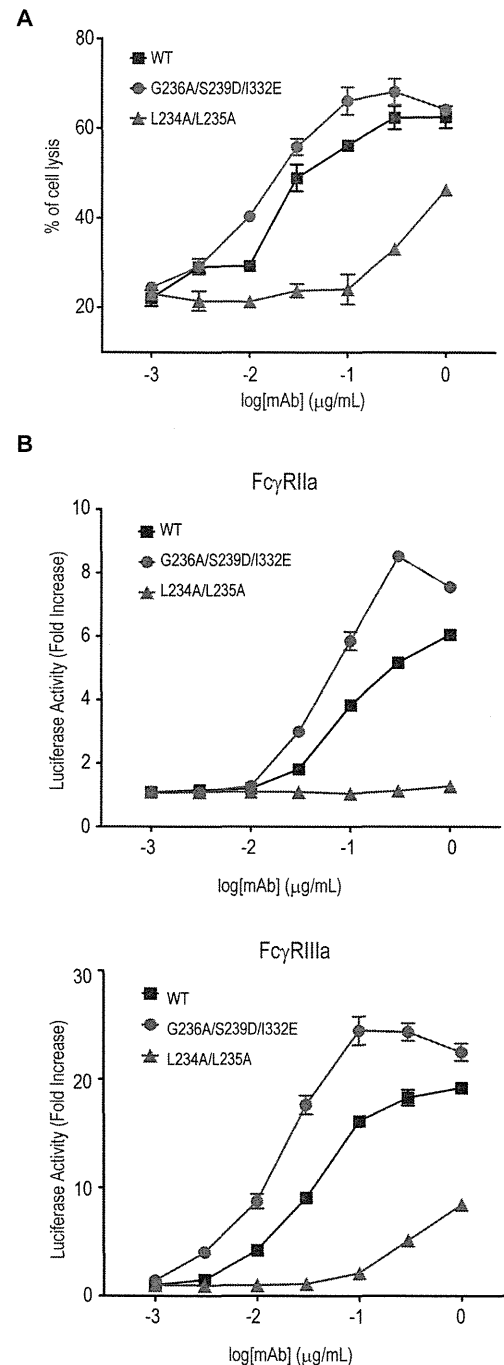 A
80
60
40
20
% of cell lysis
WT
G236A/S239D/I332E
L234A/L235A
-3 -2 -1 0
log[mAb] (μg/mL)
B
FcγRIIa
10
8
6
4
2
0
Luciferase Activity (Fold Increase)
WT
G236A/S239D/I332E
L234A/L235A
-3 -2 -1 0
log[mAb] (μg/mL)
FcγRIIIa
30
20
10
0
Luciferase Activity (Fold Increase)
WT
G236A/S239D/I332E
L234A/L235A
-3 -2 -1 0
log[mAb] (μg/mL)